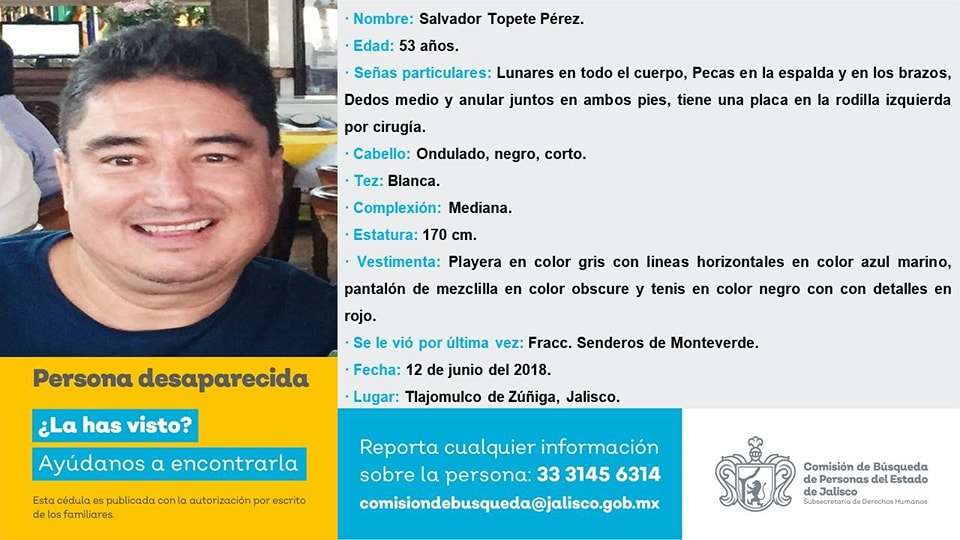 · Nombre: Salvador Topete Pérez.
· Edad: 53 años.
· Señas particulares: Lunares en todo el cuerpo, Pecas en la espalda y en los brazos,
Dedos medio y anular juntos en ambos pies, tiene una placa en la rodilla izquierda
por cirugía.
· Cabello: Ondulado, negro, corto.
· Tez: Blanca.
· Complexión: Mediana.
· Estatura: 170 cm.
· Vestimenta: Playera en color gris con lineas horizontales en color azul marino,
pantalón de mezclilla en color obscure y tenis en color negro con con detalles en
rojo.
· Se le vió por última vez: Fracc. Senderos de Monteverde.
· Fecha: 12 de junio del 2018.
· Lugar: Tlajomulco de Zúñiga, Jalisco.
Persona desaparecida
¿La has visto?
Ayúdanos a encontrarla
Esta cédula es publicada con la autorización por escrito
de los familiares.
Reporta cualquier información
sobre la persona: 33 3145 6314
comisiondebusqueda@jalisco.gob.mx
Comisión de Búsqueda
de Personas del Estado
de Jalisco
Subsecretaría de Derechos Humanos